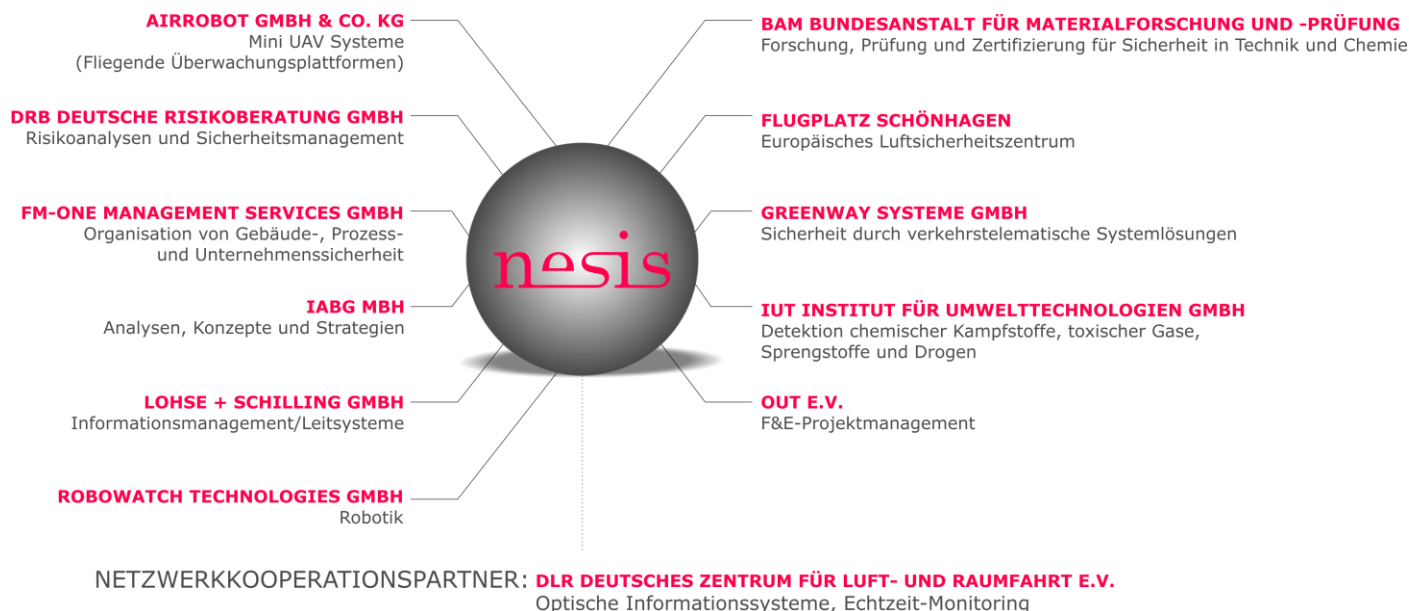 AIRROBOT GMBH & CO. KG
Mini UAV Systeme
(Fliegende Überwachungsplattformen)
DRB DEUTSCHE RISIKOBERATUNG GMBH
Risikoanalysen und Sicherheitsmanagement
FM-ONE MANAGEMENT SERVICES GMBH
Organisation von Gebäude-, Prozess-
und Unternehmenssicherheit
IABG MBH
Analysen, Konzepte und Strategien
LOHSE + SCHILLING GMBH
Informationsmanagement/Leitsysteme
ROBOWATCH TECHNOLOGIES GMBH
Robotik
nesis
BAM BUNDESANSTALT FÜR MATERIALFORSCHUNG UND -PRÜFUNG
Forschung, Prüfung und Zertifizierung für Sicherheit in Technik und Chemie
FLUGPLATZ SCHÖNHAGEN
Europäisches Luftsicherheitszentrum
GREENWAY SYSTEME GMBH
Sicherheit durch verkehrstelematische Systemlösungen
IUT INSTITUT FÜR UMWELTTECHNOLOGIEN GMBH
Detektion chemischer Kampfstoffe, toxischer Gase,
Sprengstoffe und Drogen
OUT E.V.
F&E-Projektmanagement
NETZWERKKOOPERATIONSPARTNER: DLR DEUTSCHES ZENTRUM FÜR LUFT- UND RAUMFAHRT E.V.
Optische Informationssysteme, Echtzeit-Monitoring